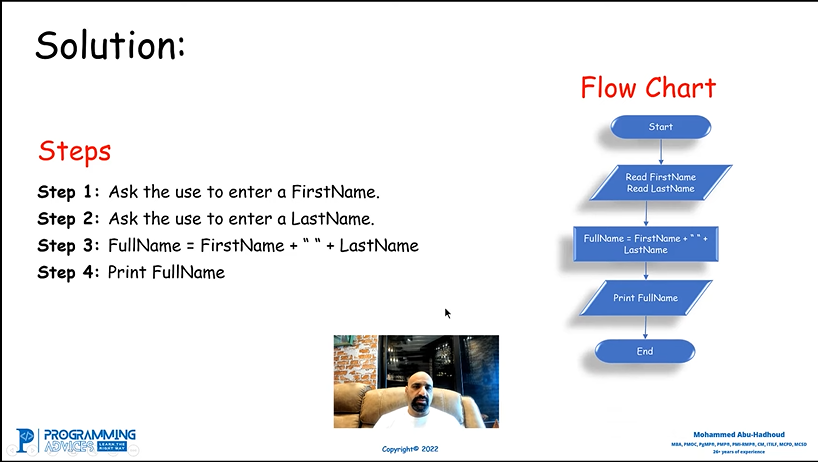 Solution:
Flow Chart
Steps
Step 1: Ask the use to enter a FirstName.
Step 2: Ask the use to enter a LastName.
Step 3: FullName = FirstName + “ “ + LastName
Step 4: Print FullName
Start
Read FirstName
Read LastName
FullName = FirstName + “ “ +
LastName
Print FullName
End
PROGRAMMING
ADVICES LEARN THE
RIGHT WAY
Copyright© 2022
Mohammed Abu-Hadhoud
MBA, PMOC, PgMP®, PMP®, PMI-RMP®, CM, ITILF, MCPD, MCSD
26+ years of experience